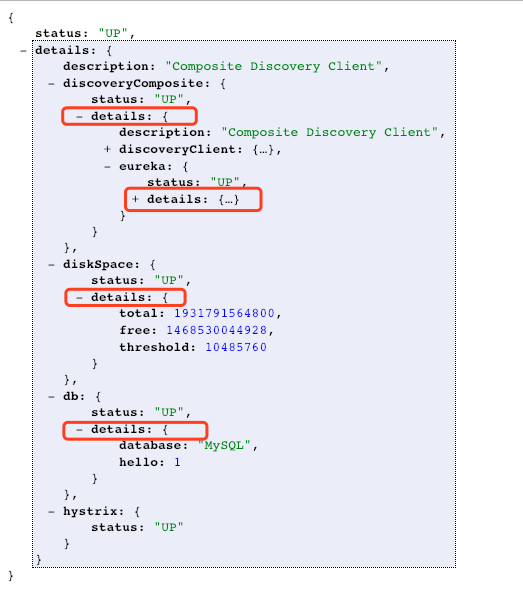 {
status: "UP",
– details: {
description: "Composite Discovery Client",
– discoveryComposite: {
status: "UP",
– details: {
description: "Composite Discovery Client",
+ discoveryClient: {…},
– eureka: {
status: "UP",
+ details: {…}
}
}
},
– diskSpace: {
status: "UP",
– details: {
total: 1931791564800,
free: 1468530044928,
threshold: 10485760
}
},
– db: {
status: "UP",
– details: {
database: "MySQL",
hello: 1
}
},
– hystrix: {
status: "UP"
}
}
}